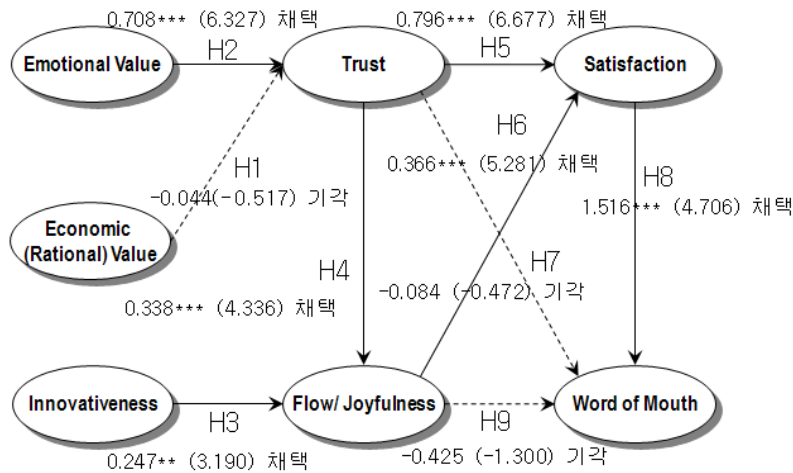 0.708*** (6.327) 채택
0.796*** (6.677) 채택
Emotional Value
H2
Trust
H5
Satisfaction
H6
H1
0.366*** (5.281) 채택
H8
-0.044(-0.517) 기각
1.516*** (4.706) 채택
Economic
(Rational) Value
H4
H7
0.338*** (4.336) 채택
-0.084 (-0.472) 기각
Innovativeness
H3
Flow/ Joyfulness
H9
Word of Mouth
0.247** (3.190) 채택
-0.425 (-1.300) 기각